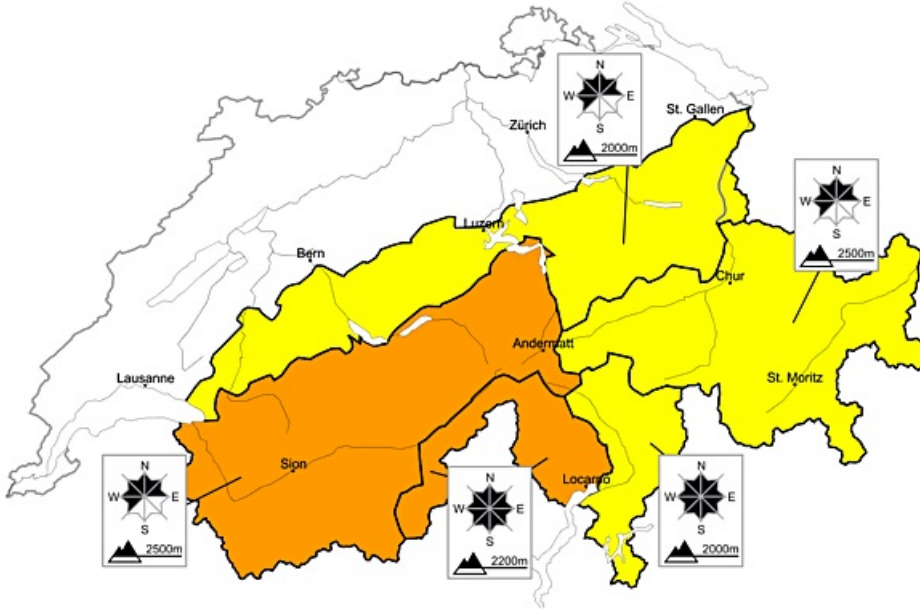 N
W E
S
2000m
St. Gallen
Zürich
N
W E
S
2500m
Luzern
Bern
Chur
Andermatt
Lausanne
St. Moritz
Sion
Locarno
N
W E
S
2500m
N
W E
S
2200m
N
W E
S
2000m